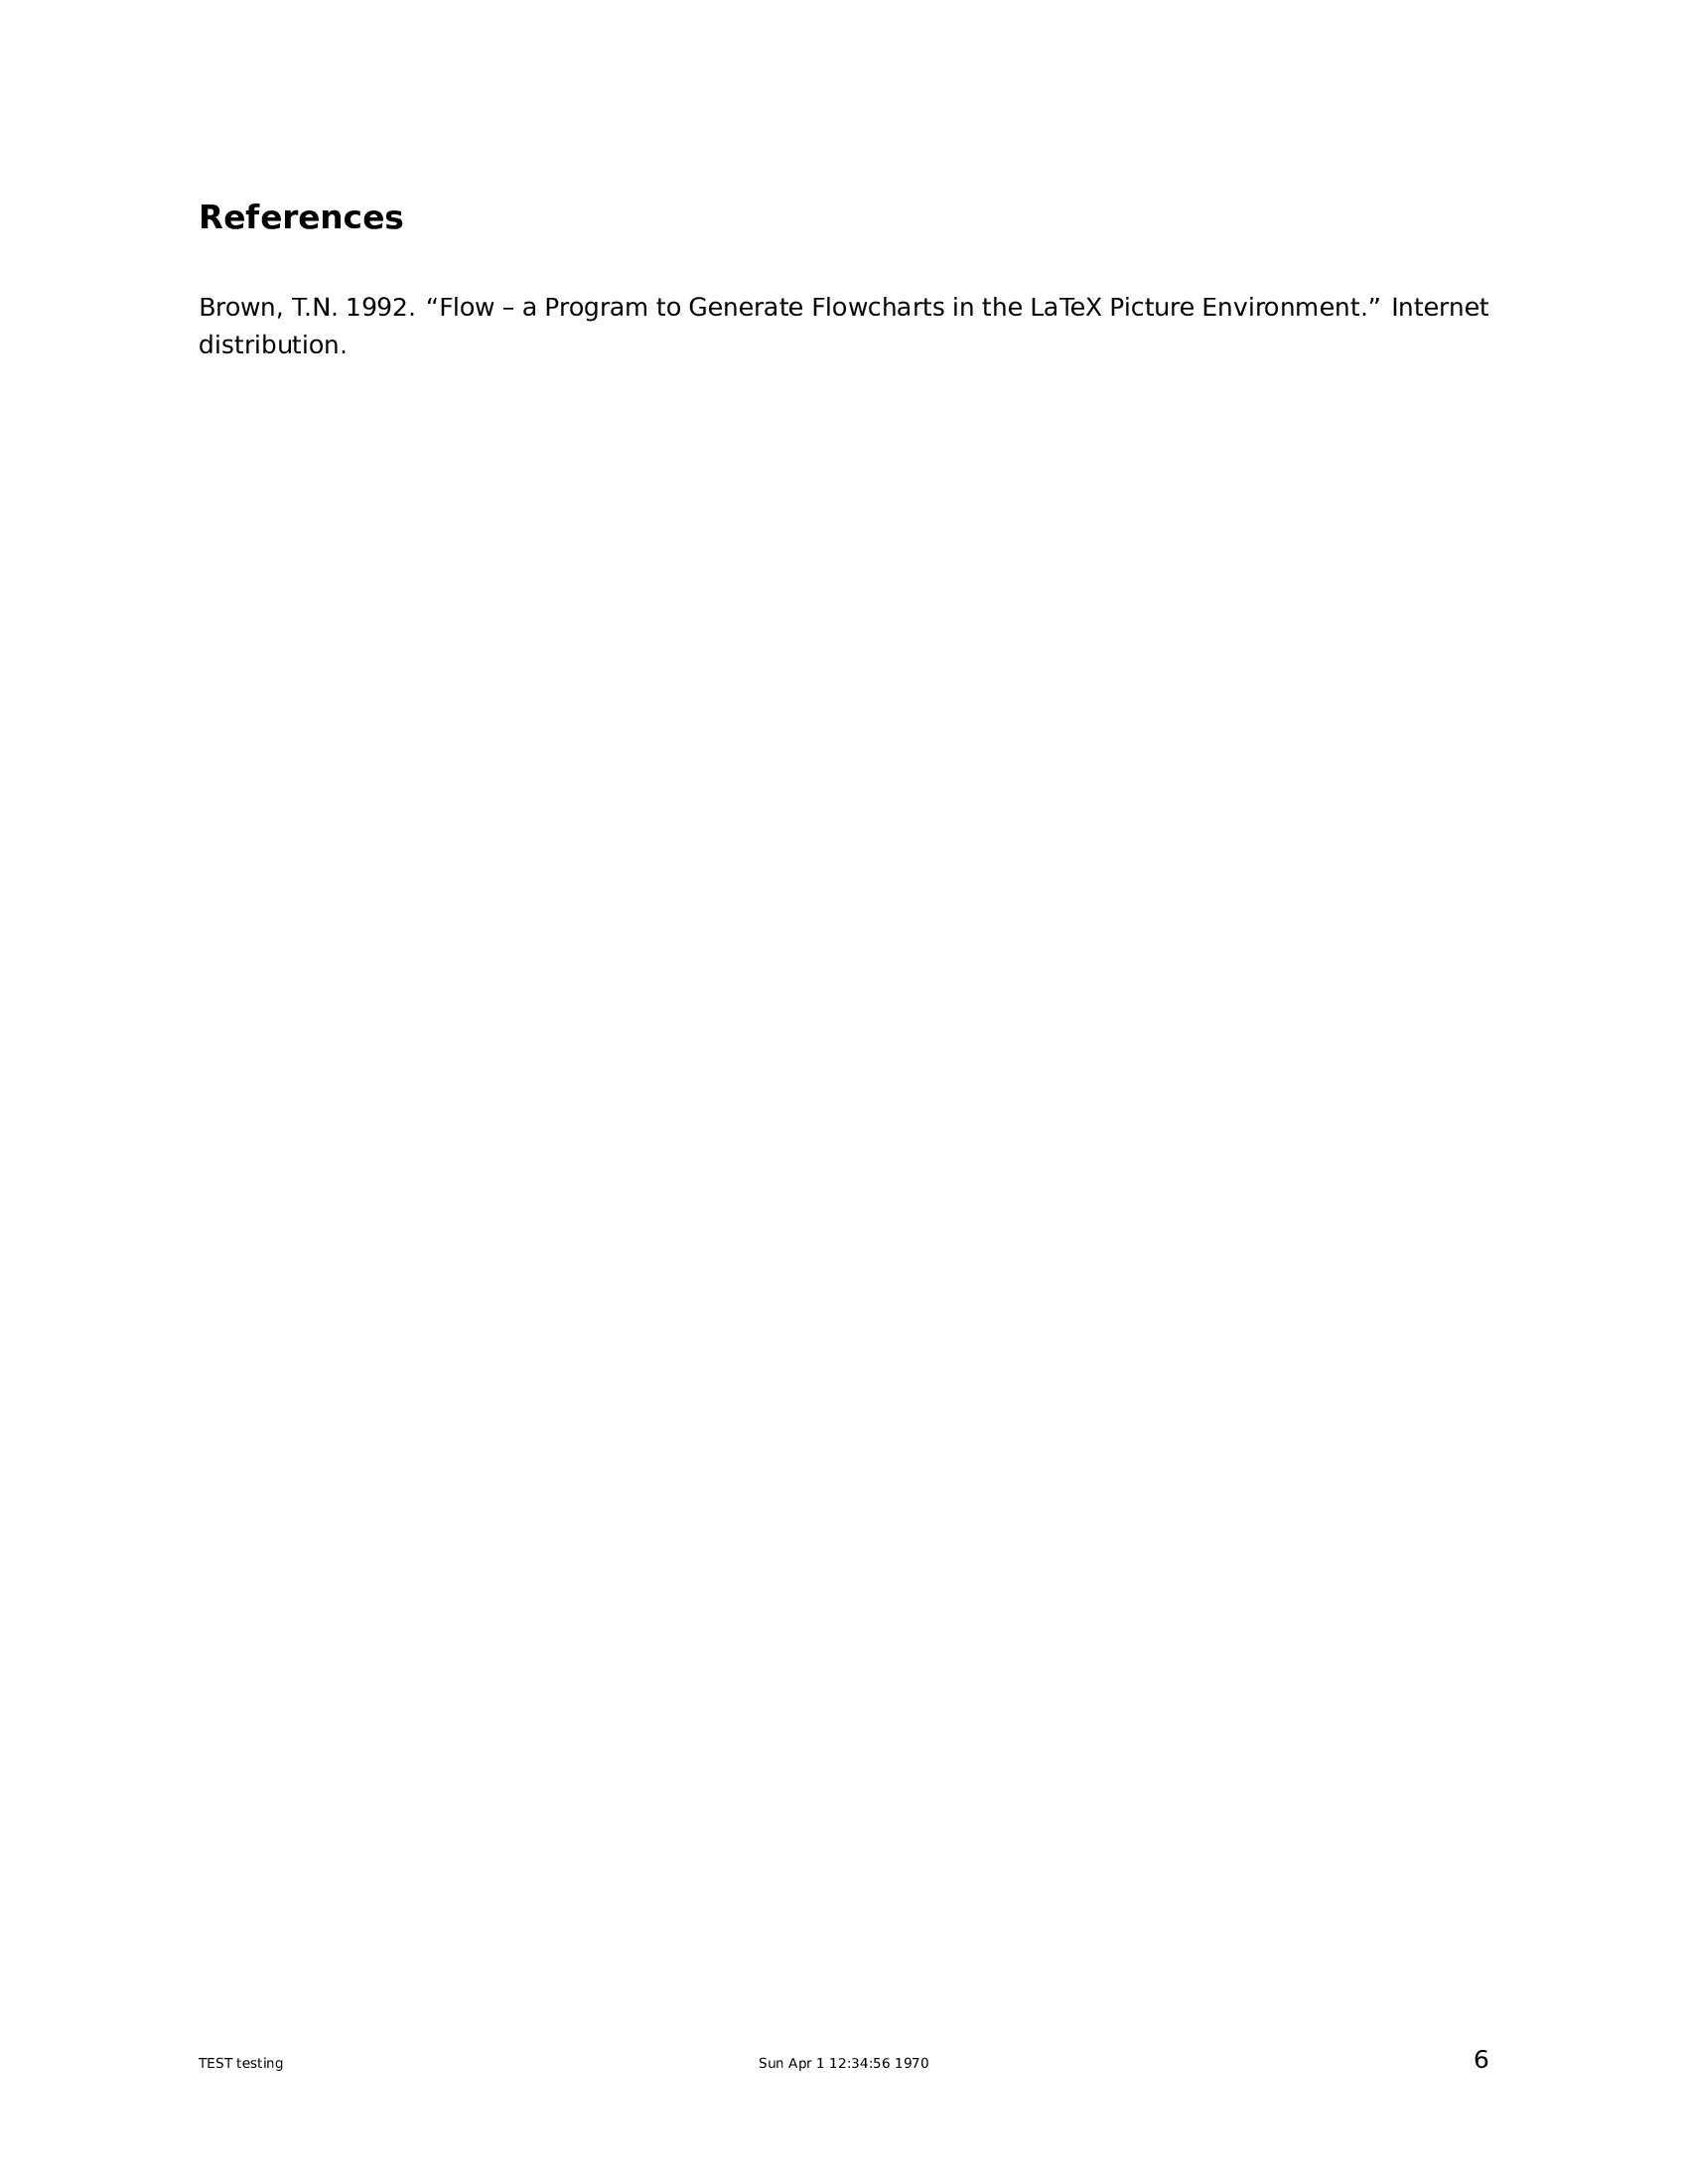 References
Brown, T.N. 1992. “Flow – a Program to Generate Flowcharts in the LaTeX Picture Environment.” Internet
distribution.
TEST testing Sun Apr 1 12:34:56 1970 6